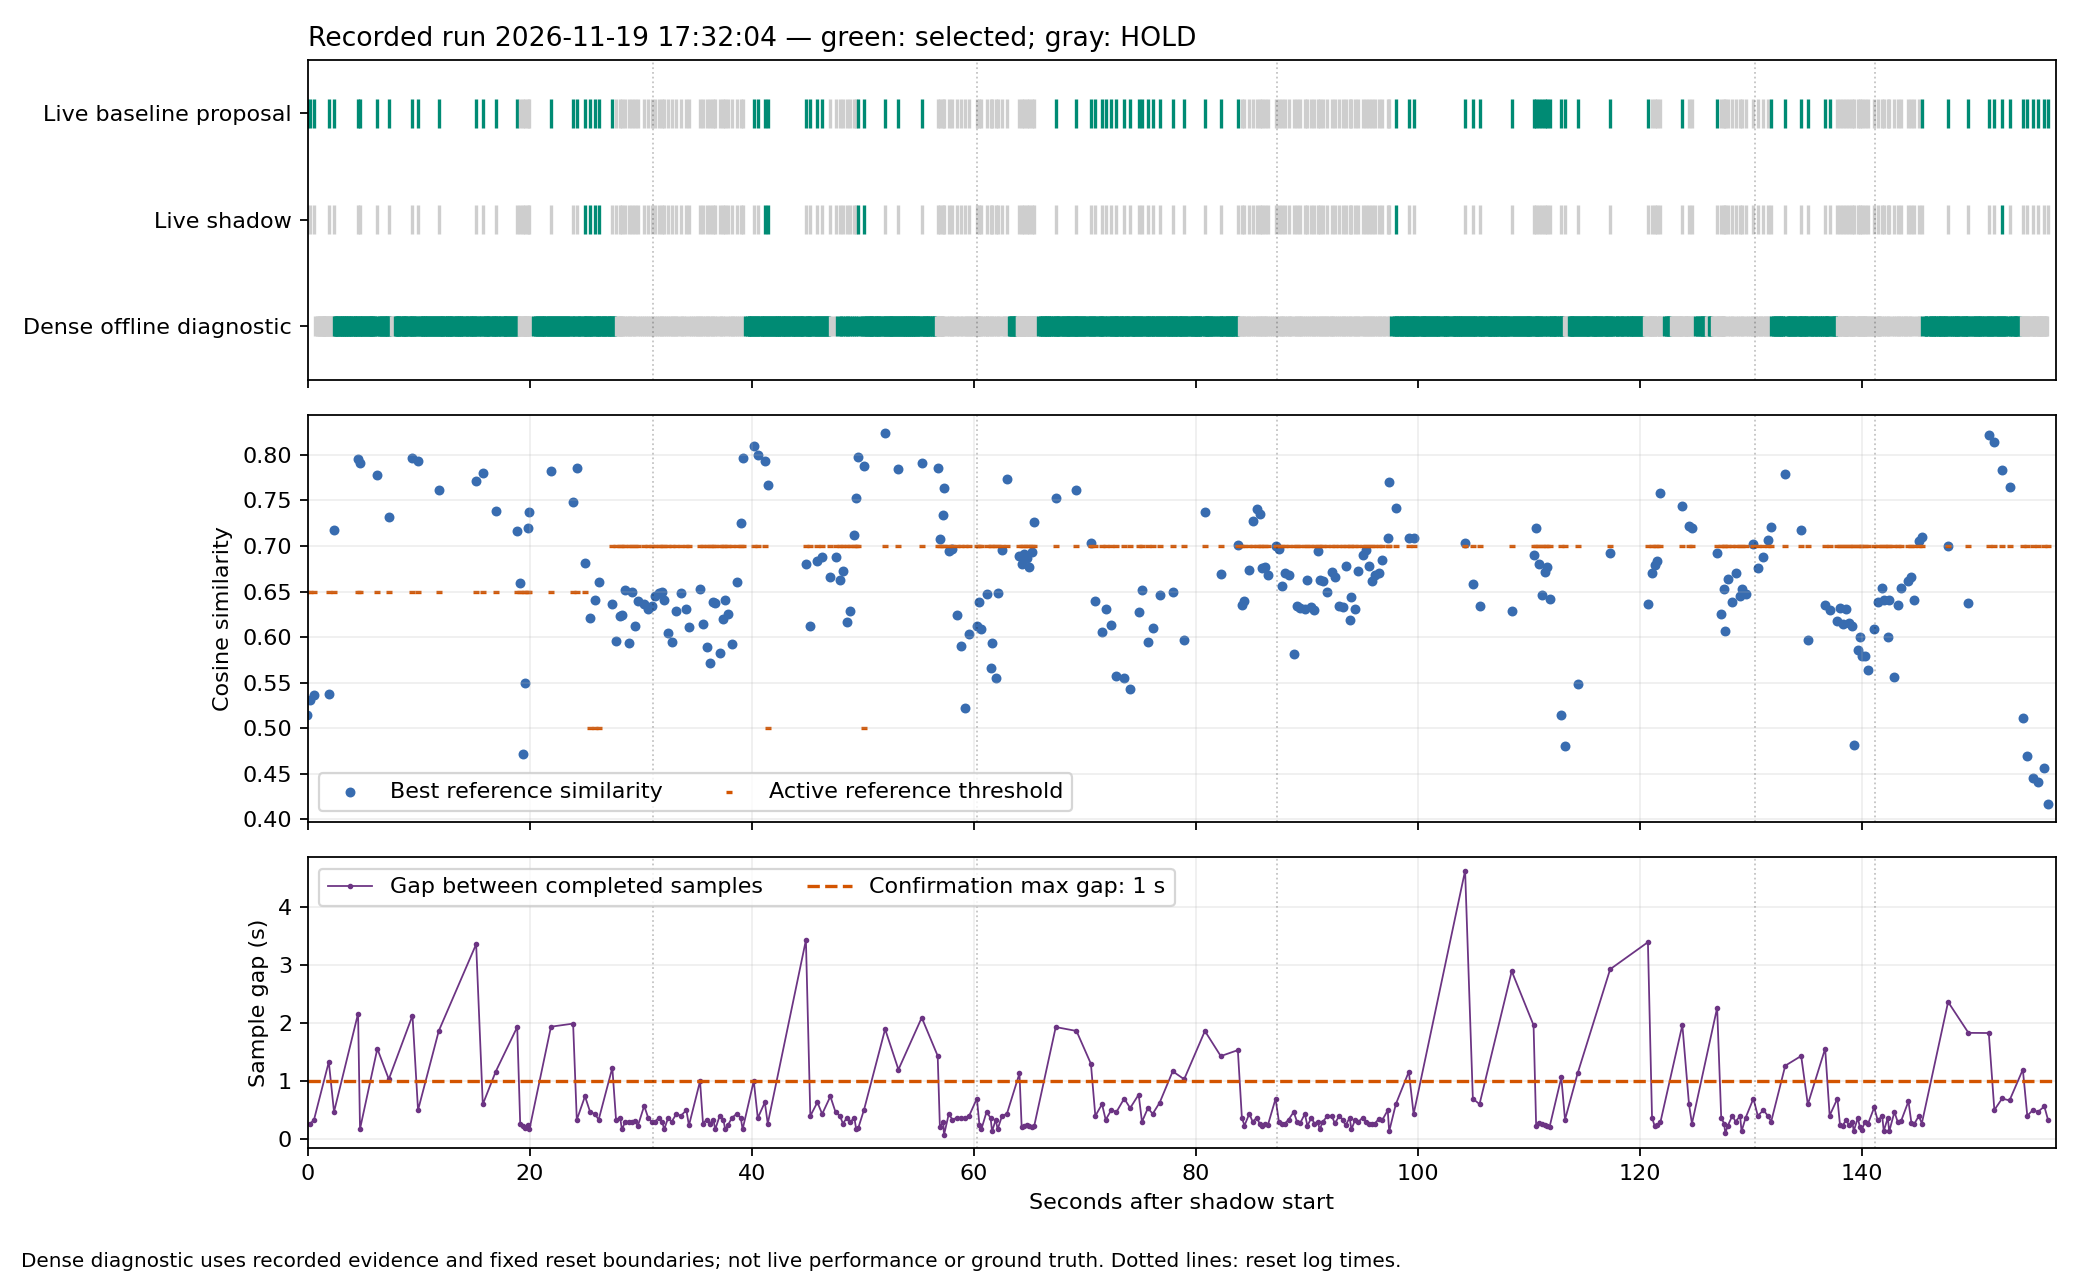 Recorded run 2026-11-19 17:32:04 — green: selected; gray: HOLD
Live baseline proposal
Live shadow
Dense offline diagnostic
Cosine similarity
0.80
0.75
0.70
0.65
0.60
0.55
0.50
0.45
0.40
Best reference similarity
Active reference threshold
Sample gap (s)
4
3
2
1
0
Gap between completed samples
Confirmation max gap: 1 s
0 20 40 60 80 100 120 140
Seconds after shadow start
Dense diagnostic uses recorded evidence and fixed reset boundaries; not live performance or ground truth. Dotted lines: reset log times.